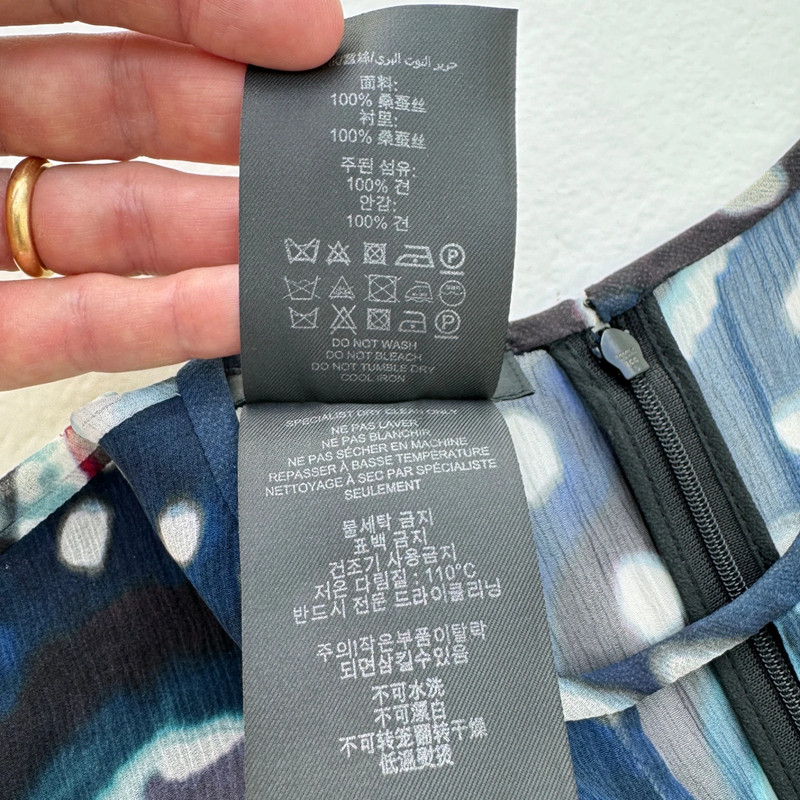 /蠶絲/حرير التوت البري
面料:
100% 桑蚕丝
衬里:
100% 桑蚕丝
주된 섬유:
100% 견
안감:
100% 견
P
P
DO NOT WASH
DO NOT BLEACH
DO NOT TUMBLE DRY
COOL IRON
SPECIALIST DRY CLEAN ONLY
NE PAS LAVER
NE PAS BLANCHIR
NE PAS SÉCHER EN MACHINE
REPASSER À BASSE TEMPÉRATURE
NETTOYAGE À SEC PAR SPÉCIALISTE
SEULEMENT
물세탁 금지
표백 금지
건조기 사용금지
저온 다림질 : 110°C
반드시 전문 드라이클리닝
주의!작은부품이탈락
되면삼킬수있음
不可水洗
不可漂白
不可转笼翻转干燥
低溫熨烫